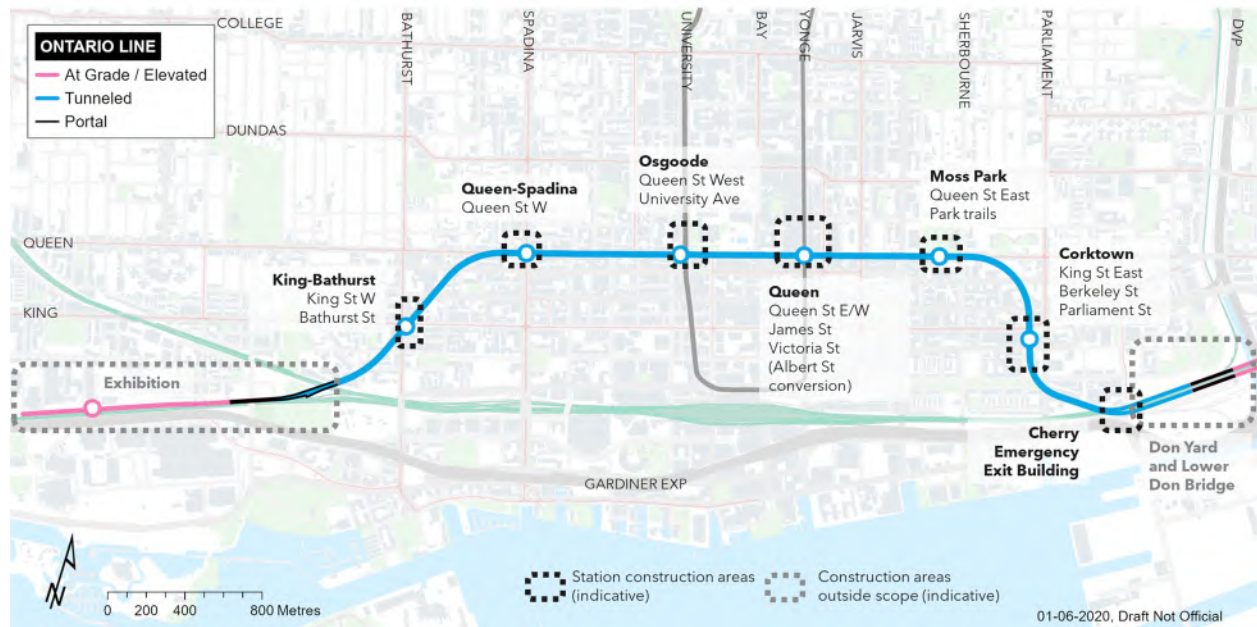 COLLEGE
BATHURST
SPADINA
UNIVERSITY
BAY
YONGE
JARVIS
SHERBOURNE
PARLIAMENT
DVP
ONTARIO LINE
At Grade / Elevated
Tunneled
Portal
DUNDAS
Osgoode
Queen St West
University Ave
Moss Park
Queen St East
Park trails
Queen-Spadina
Queen St W
QUEEN
King-Bathurst
King St W
Bathurst St
Corktown
King St East
Berkeley St
Parliament St
Queen
Queen St E/W
James St
Victoria St
(Albert St
conversion)
KING
Exhibition
Cherry
Emergency
Exit Building
Don Yard
and Lower
Don Bridge
GARDINER EXP
N
0 200 400 800 Metres
Station construction areas
(indicative)
Construction areas
outside scope (indicative)
01-06-2020, Draft Not Official